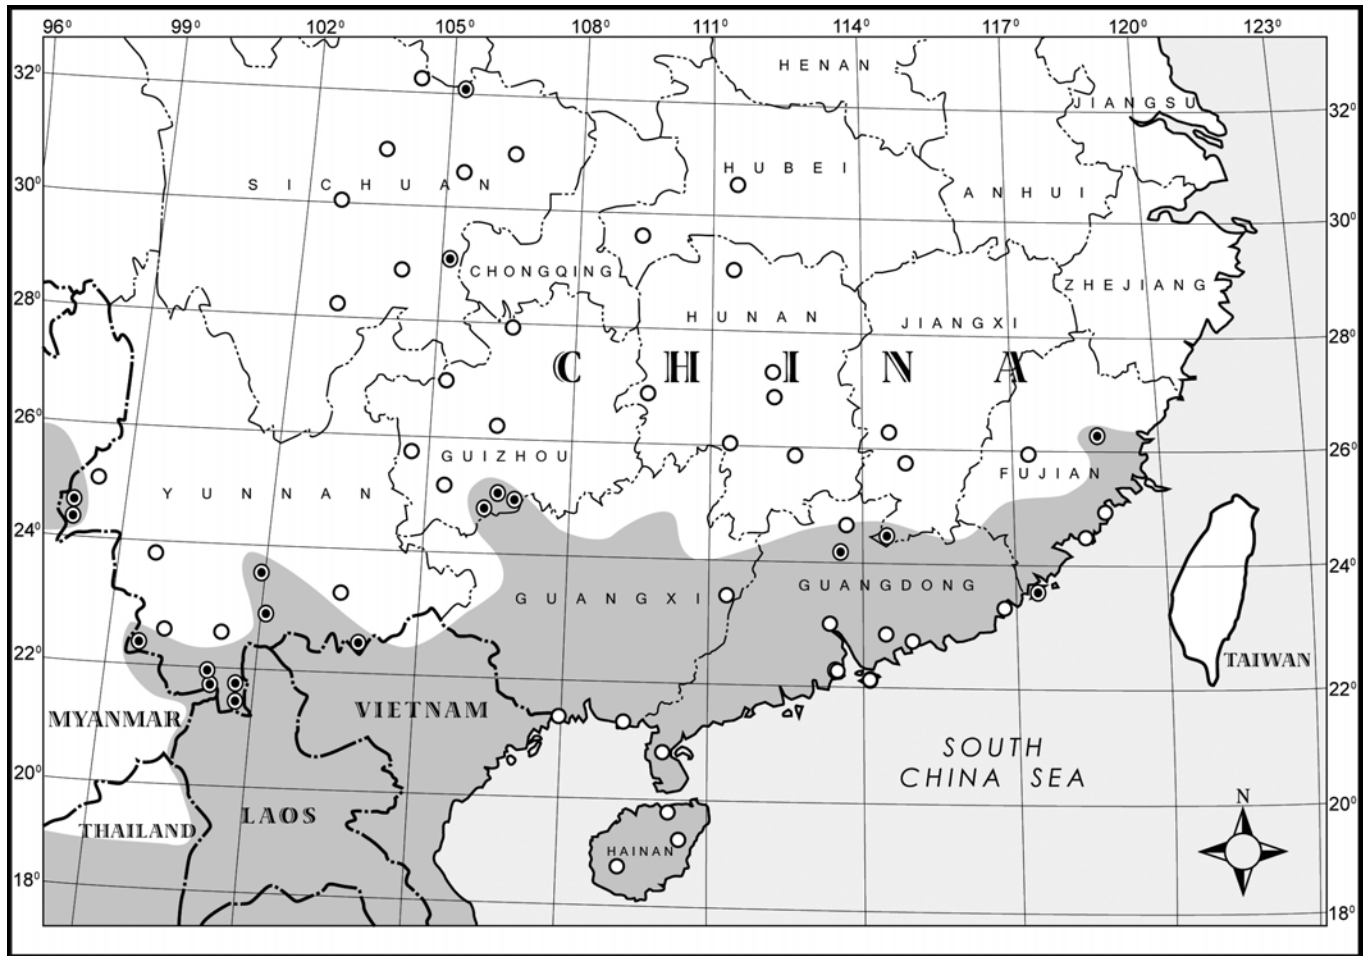 96° 99° 102° 105° 108° 111° 114° 117° 120° 123°
HENAN
32°
JIANGSU
32°
HUBEI
30°
SICHUAN
ANHUI
30°
CHONGQING
ZHEJIANG
28°
HUNAN
JIANGXI
28°
CHINA
26°
GUIZHOU
26°
FUJIAN
YUNNAN
24°
24°
GUANGXI
GUANGDONG
22°
TAIWAN
22°
MYANMAR
VIETNAM
SOUTH
CHINA SEA
20°
N
20°
LAOS
THAILAND
HAINAN
18°
18°